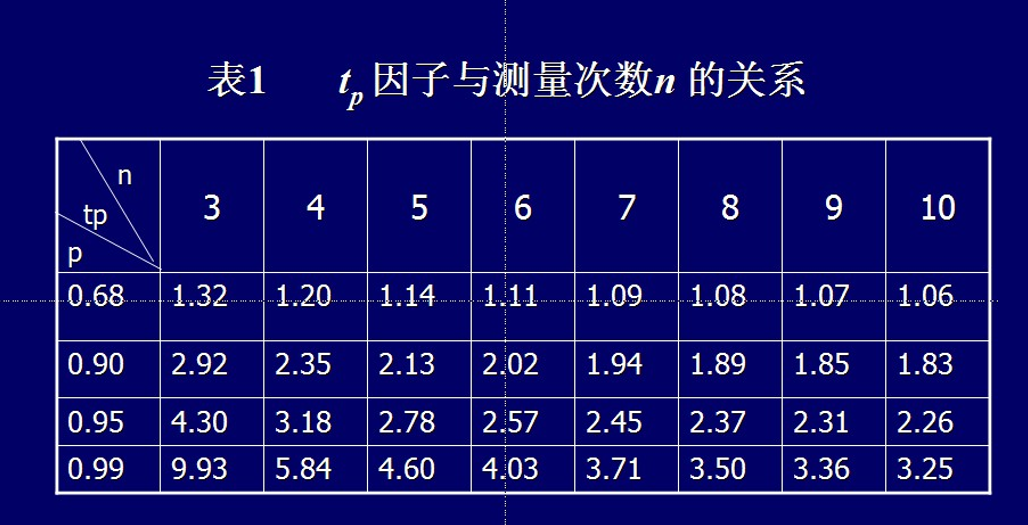 表1 tp 因子与测量次数n 的关系
n
tp
p
3 4 5 6 7 8 9 10
0.68 1.32 1.20 1.14 1.11 1.09 1.08 1.07 1.06
0.90 2.92 2.35 2.13 2.02 1.94 1.89 1.85 1.83
0.95 4.30 3.18 2.78 2.57 2.45 2.37 2.31 2.26
0.99 9.93 5.84 4.60 4.03 3.71 3.50 3.36 3.25